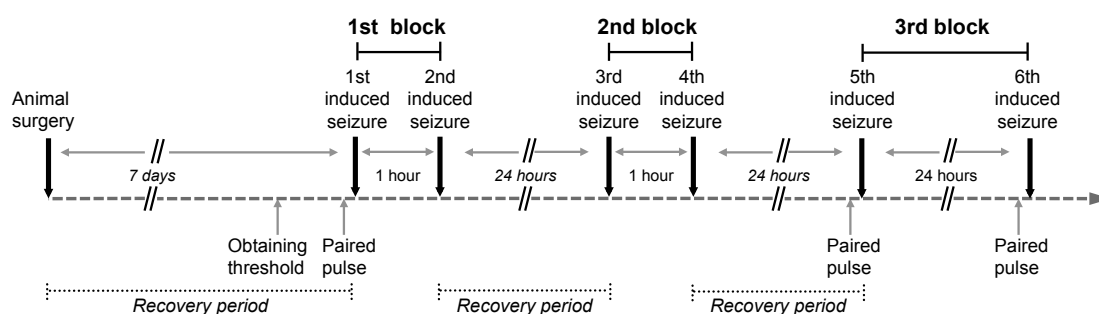 1st block
2nd block
3rd block
Animal
surgery
1st
induced
seizure
2nd
induced
seizure
3rd
induced
seizure
4th
induced
seizure
5th
induced
seizure
6th
induced
seizure
7 days
1 hour
24 hours
1 hour
24 hours
24 hours
Obtaining
threshold
Paired
pulse
Paired
pulse
Paired
pulse
Recovery period
Recovery period
Recovery period